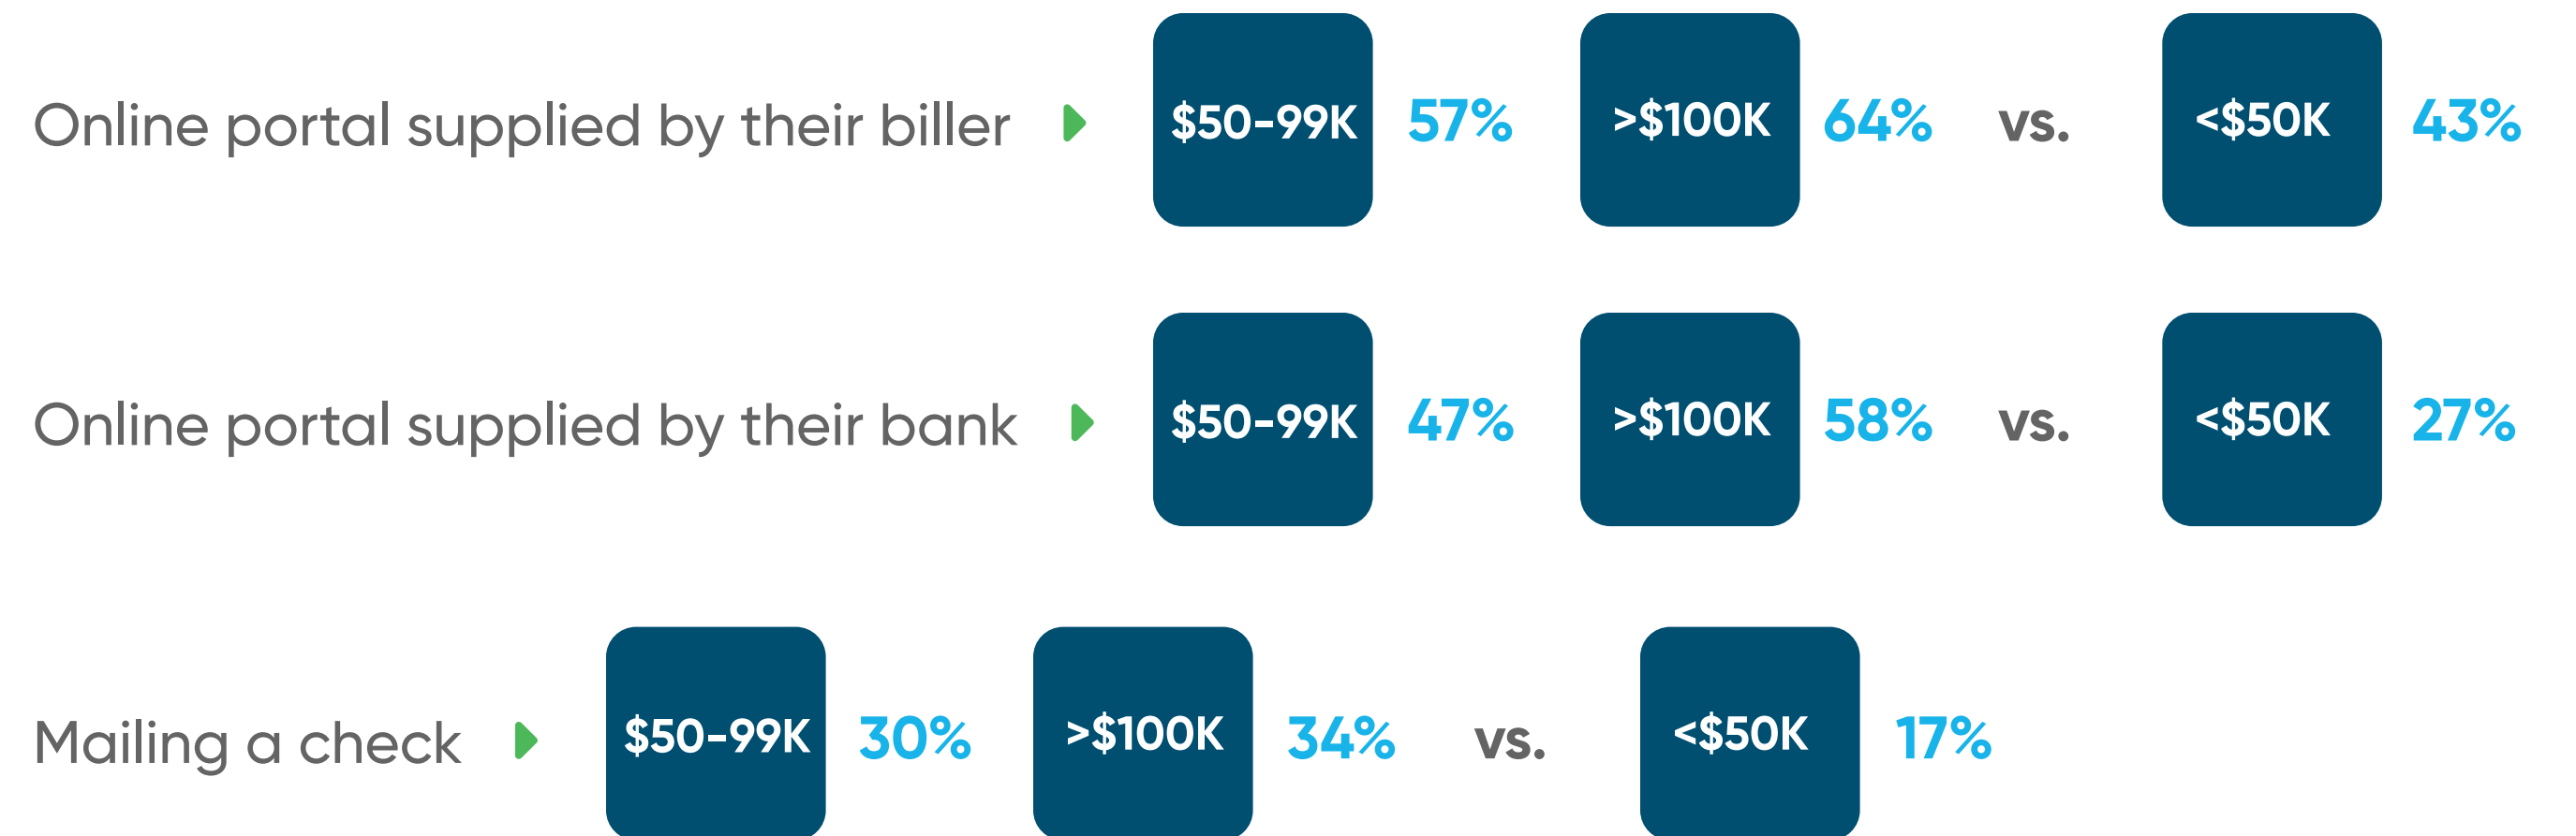 Online portal supplied by their biller $50-99K 57% >$100K 64% vs. <$50K 43%
Online portal supplied by their bank $50-99K 47% >$100K 58% vs. <$50K 27%
Mailing a check $50-99K 30% >$100K 34% vs. <$50K 17%